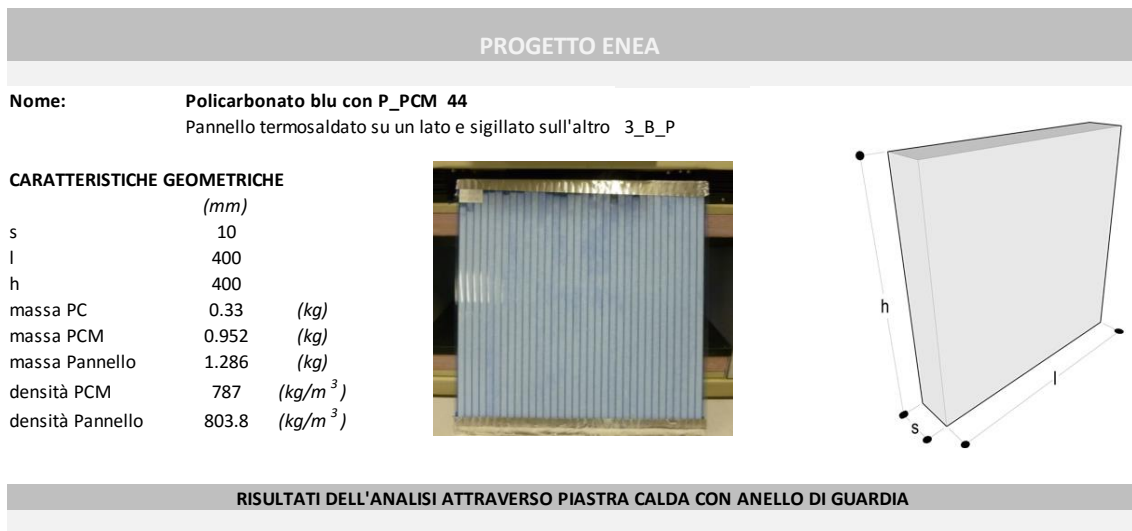 PROGETTO ENEA
Nome: Policarbonato blu con P_PCM 44
Pannello termosaldato su un lato e sigillato sull'altro 3_B_P
CARATTERISTICHE GEOMETRICHE
(mm)
s 10
l 400
h 400
massa PC 0.33 (kg)
massa PCM 0.952 (kg)
massa Pannello 1.286 (kg)
densità PCM 787 (kg/m³)
densità Pannello 803.8 (kg/m³)
h
l
s
RISULTATI DELL'ANALISI ATTRAVERSO PIASTRA CALDA CON ANELLO DI GUARDIA